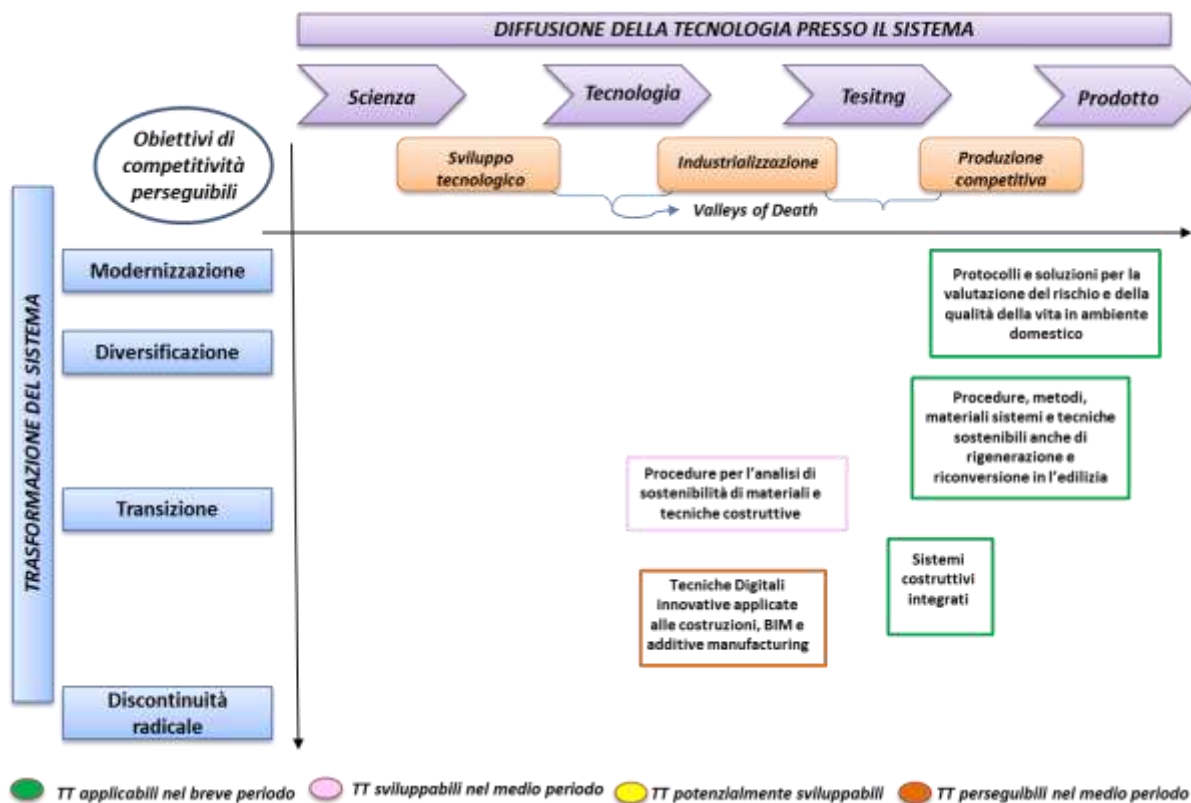 DIFFUSIONE DELLA TECNOLOGIA PRESSO IL SISTEMA
Scienza
Tecnologia
Tesitng
Prodotto
Obiettivi di
competitività
perseguibili
Sviluppo
tecnologico
Industrializzazione
Produzione
competitiva
Valleys of Death
TRASFORMAZIONE DEL SISTEMA
Modernizzazione
Protocolli e soluzioni per la
valutazione del rischio e della
qualità della vita in ambiente
domestico
Diversificazione
Procedure, metodi,
materiali sistemi e tecniche
sostenibili anche di
rigenerazione e
riconversione in l'edilizia
Procedure per l'analisi di
sostenibilità di materiali e
tecniche costruttive
Transizione
Sistemi
costruttivi
integrati
Tecniche Digitali
innovative applicate
alle costruzioni, BIM e
additive manufacturing
Discontinuità
radicale
TT applicabili nel breve periodo
TT sviluppabili nel medio periodo
TT potenzialmente sviluppabili
TT perseguibili nel medio periodo